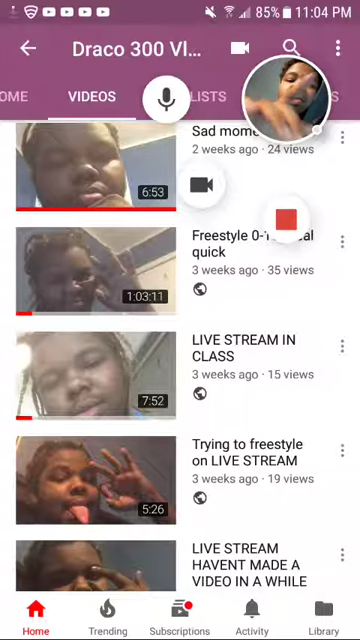 85% 11:04 PM
Draco 300 Vl...
OME VIDEOS LISTS S
Sad mome
2 weeks ago · 24 views
6:53
Freestyle 0-1 al
quick
3 weeks ago · 35 views
1:03:11
LIVE STREAM IN
CLASS
3 weeks ago · 15 views
7:52
Trying to freestyle
on LIVE STREAM
3 weeks ago · 19 views
5:26
LIVE STREAM
HAVENT MADE A
VIDEO IN A WHILE
Home Trending Subscriptions Activity Library